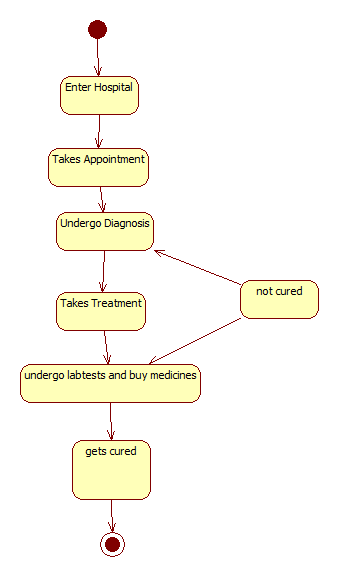 Enter Hospital
Takes Appointment
Undergo Diagnosis
not cured
Takes Treatment
undergo labtests and buy medicines
gets cured